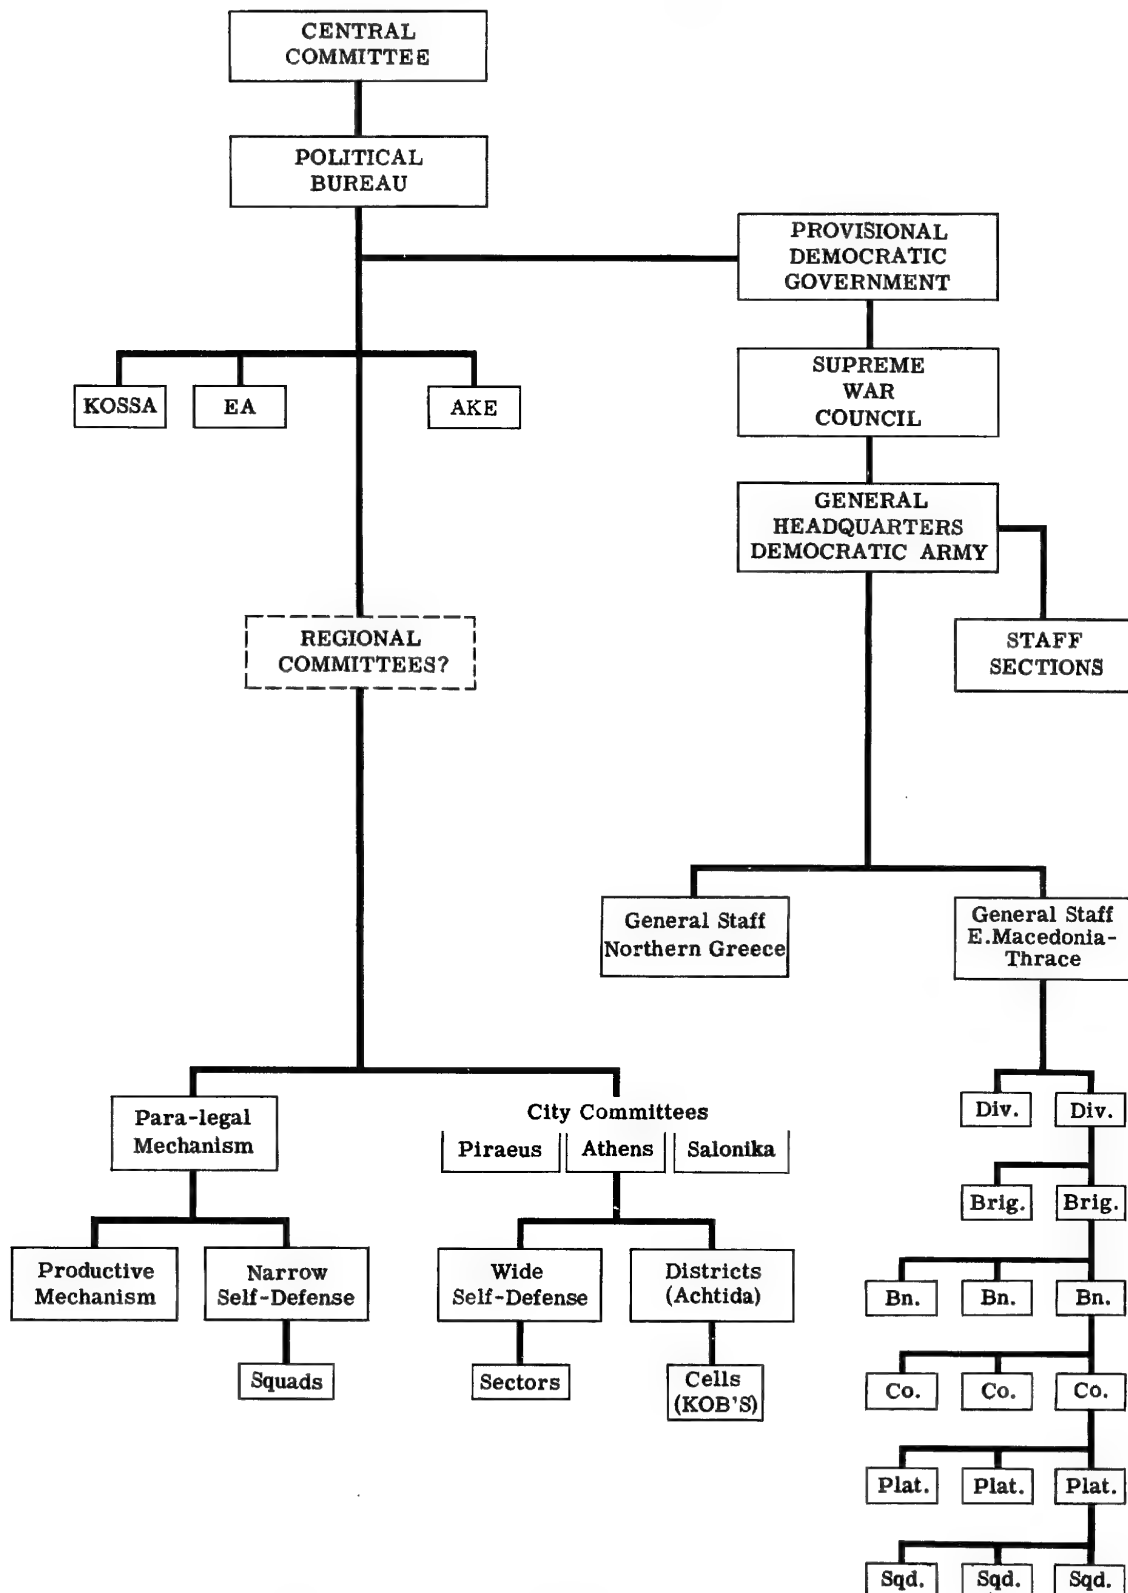 CENTRAL
COMMITTEE
POLITICAL
BUREAU
PROVISIONAL
DEMOCRATIC
GOVERNMENT
KOSSA
EA
AKE
SUPREME
WAR
COUNCIL
GENERAL
HEADQUARTERS
DEMOCRATIC ARMY
REGIONAL
COMMITTEES?
STAFF
SECTIONS
General Staff
Northern Greece
General Staff
E.Macedonia-
Thrace
Para-legal
Mechanism
City Committees
Piraeus
Athens
Salonika
Productive
Mechanism
Narrow
Self-Defense
Wide
Self-Defense
Districts
(Achtida)
Squads
Sectors
Cells
(KOB'S)
Div.
Div.
Brig.
Brig.
Bn.
Bn.
Bn.
Co.
Co.
Co.
Plat.
Plat.
Plat.
Sqd.
Sqd.
Sqd.